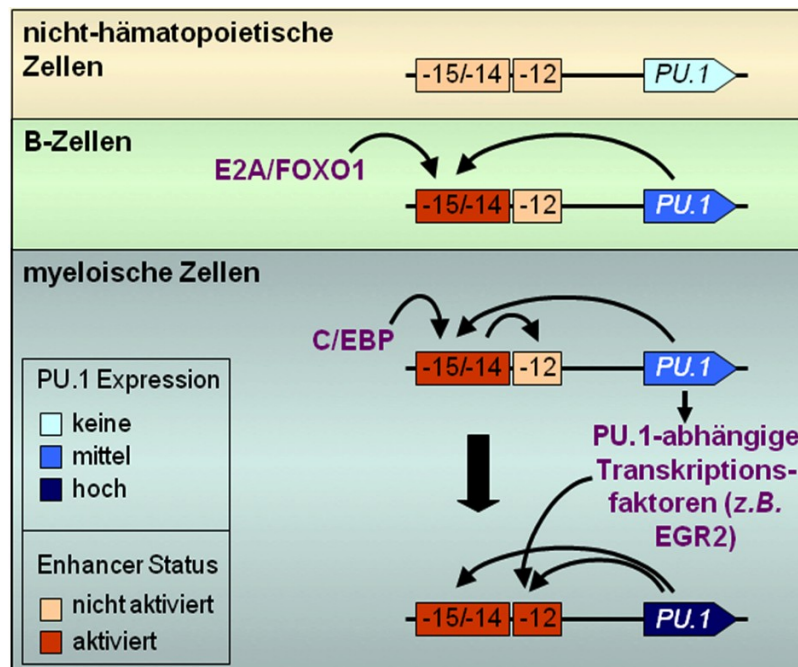 nicht-hämatopoietische
Zellen
-15/-14 -12 PU.1
B-Zellen
E2A/FOXO1
-15/-14 -12 PU.1
myeloische Zellen
C/EBP
-15/-14 -12 PU.1
PU.1 Expression
keine
mittel
hoch
PU.1-abhängige
Transkriptions-
faktoren (z.B.
EGR2)
Enhancer Status
nicht aktiviert
aktiviert
-15/-14 -12 PU.1